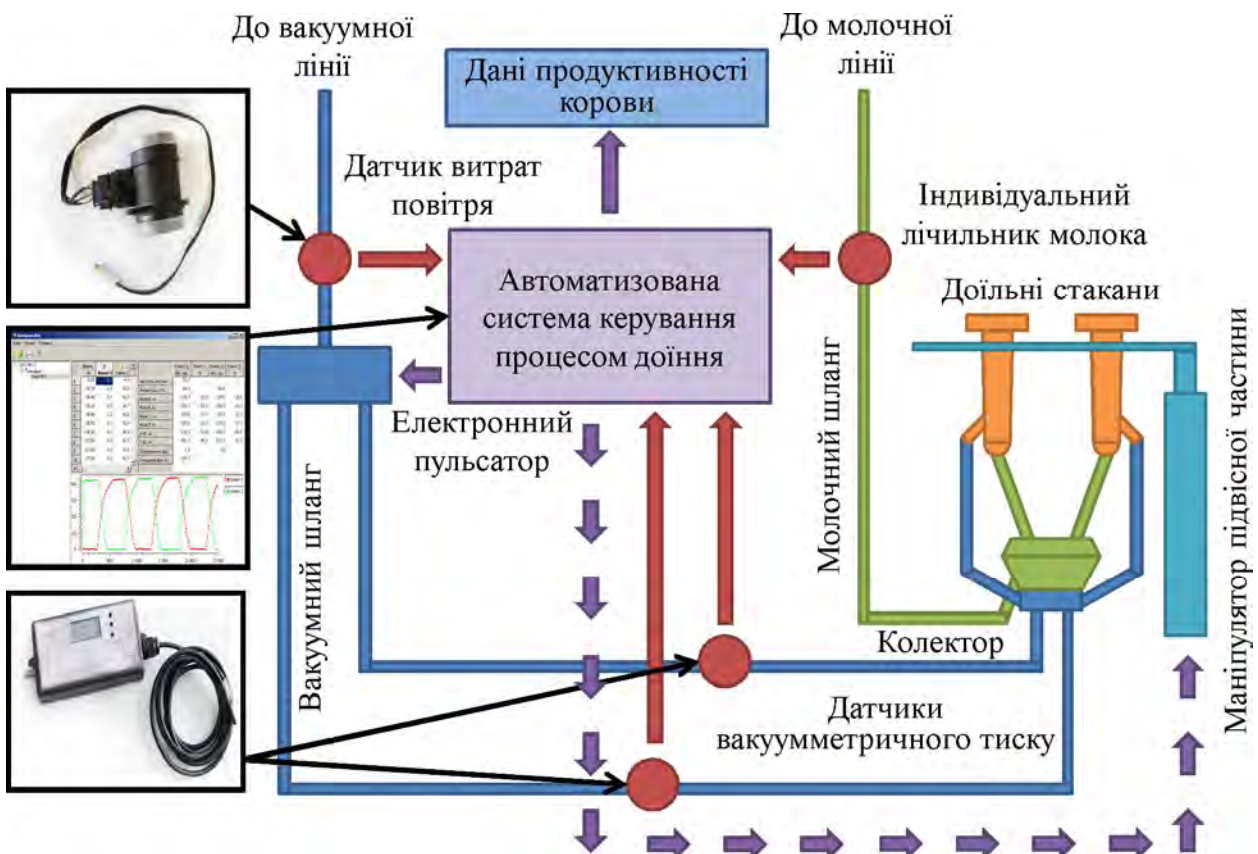 До вакуумної
лінії
До молочної
лінії
Дані продуктивності
корови
Датчик витрат
повітря
Індивідуальний
лічильник молока
Автоматизована
система керування
процесом доїння
Доїльні стакани
Електронний
пульсатор
Вакуумний шланг
Молочний шланг
Маніпулятор підвісної частини
Колектор
Датчики
вакуумметричного тиску